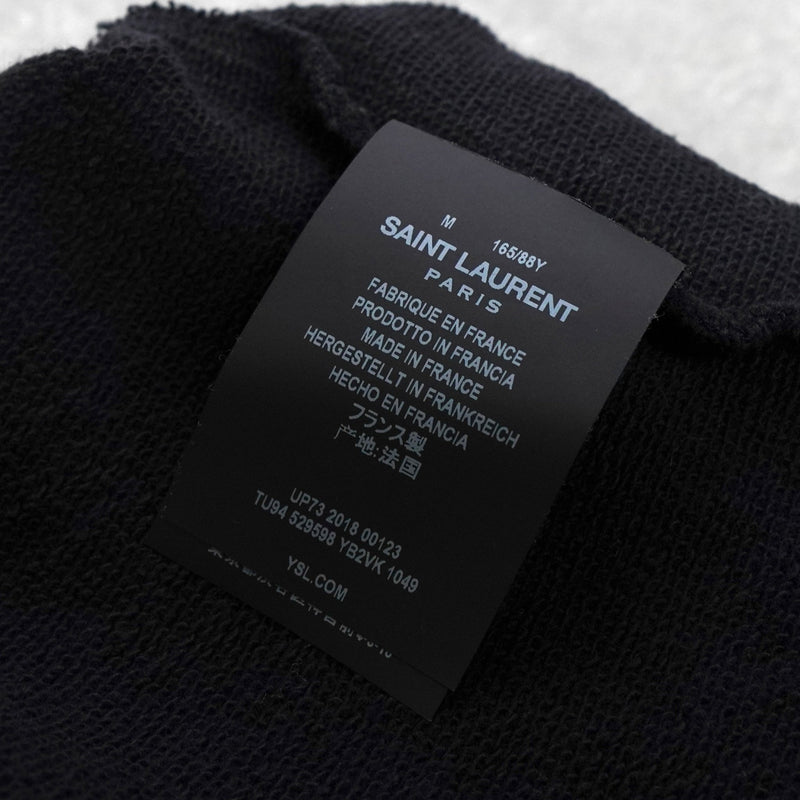 M 165/88Y
SAINT LAURENT
PARIS
FABRIQUE EN FRANCE
PRODOTTO IN FRANCIA
MADE IN FRANCE
HERGESTELLT IN FRANKREICH
HECHO EN FRANCIA
フランス製
产地:法国
UP73 2018 00123
TU94 529598 YB2VK 1049
YSL.COM